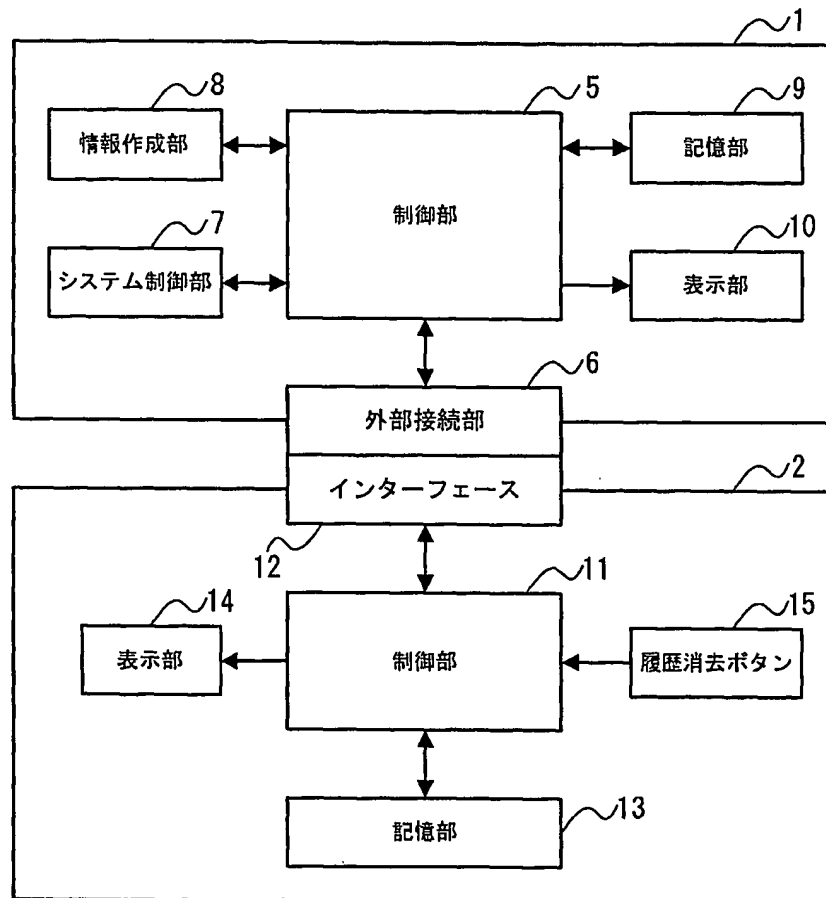 1
8
5
9
情報作成部
制御部
記憶部
7
10
システム制御部
表示部
6
外部接続部
2
インターフェース
12
11
14
15
表示部
制御部
履歴消去ボタン
13
記憶部